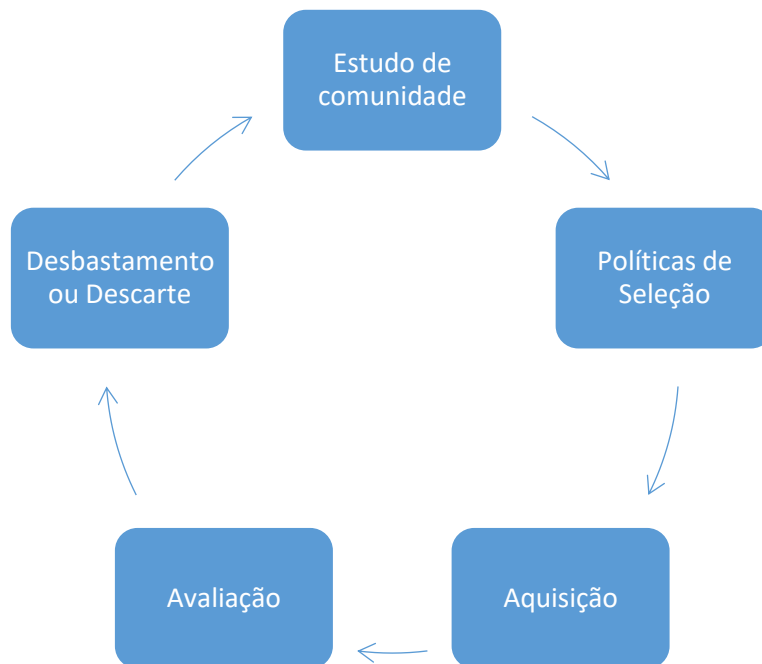 Estudo de
comunidade
Políticas de
Seleção
Aquisição
Avaliação
Desbastamento
ou Descarte